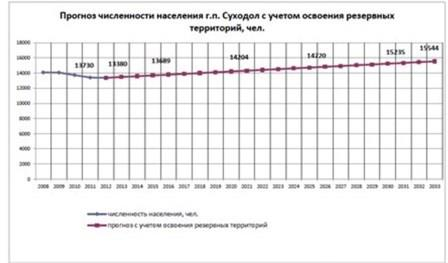 Прогноз численности населения г.п. Суходол с учетом освоения резервных
территорий, чел.
18000
16000
14000
12000
10000
8000
6000
4000
2000
0
13730 13380 13689 14204 14720 15235 15544
2008 2009 2010 2011 2012 2013 2014 2015 2016 2017 2018 2019 2020 2021 2022 2023 2024 2025 2026 2027 2028 2029 2030 2031 2032 2033
численность населения, чел.
прогноз с учетом освоения резервных территорий